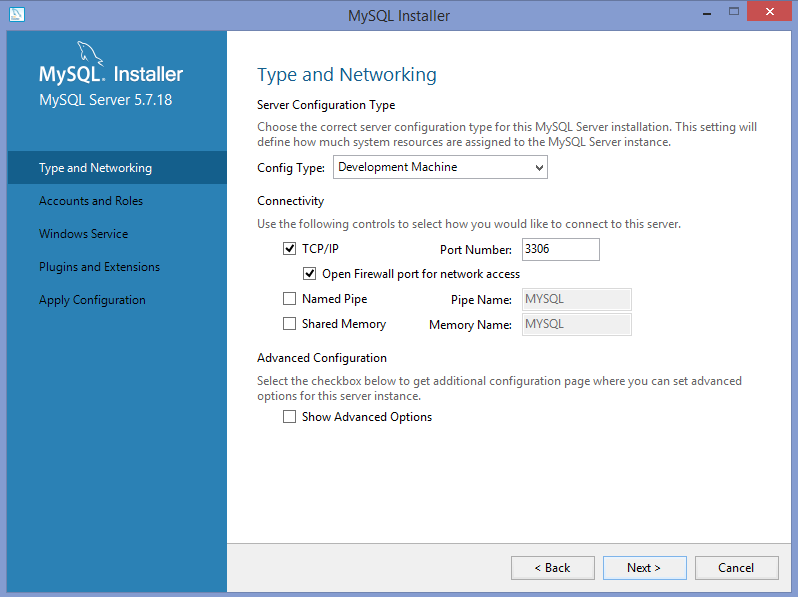 MySQL Installer
MySQL. Installer
MySQL Server 5.7.18
Type and Networking
Accounts and Roles
Windows Service
Plugins and Extensions
Apply Configuration
Type and Networking
Server Configuration Type
Choose the correct server configuration type for this MySQL Server installation. This setting will
define how much system resources are assigned to the MySQL Server instance.
Config Type: Development Machine
Connectivity
Use the following controls to select how you would like to connect to this server.
TCP/IP Port Number: 3306
Open Firewall port for network access
Named Pipe Pipe Name: MYSQL
Shared Memory Memory Name: MYSQL
Advanced Configuration
Select the checkbox below to get additional configuration page where you can set advanced
options for this server instance.
Show Advanced Options
< Back Next > Cancel